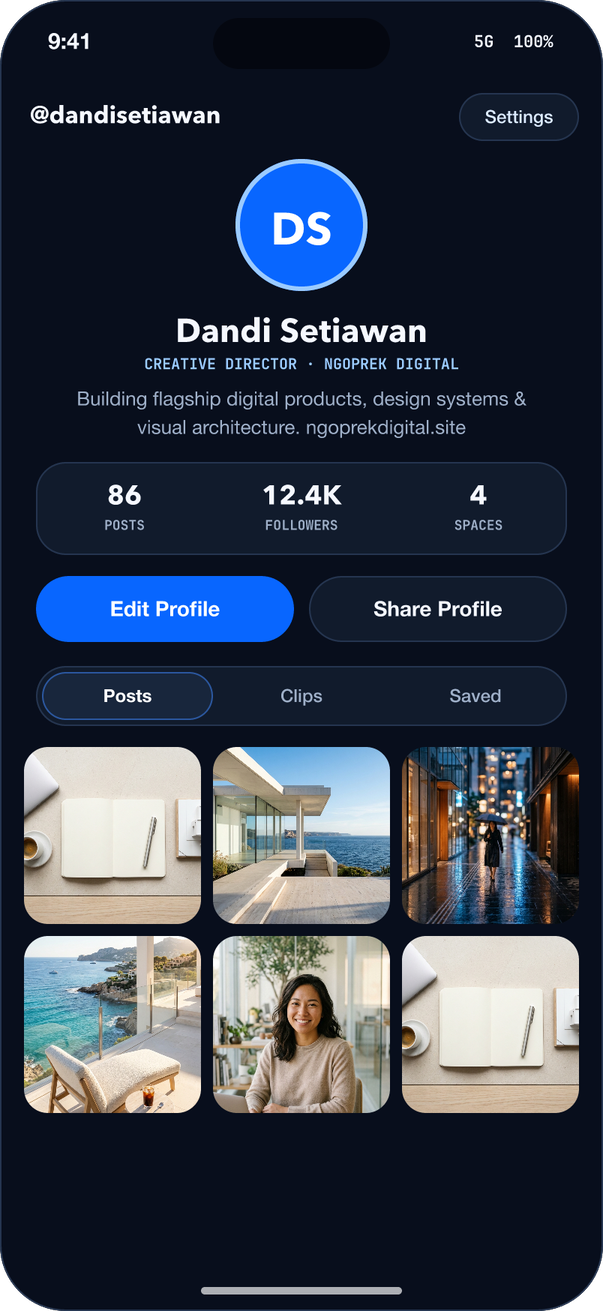 9:41 5G 100%
@dandisetiawan Settings
DS
Dandi Setiawan
CREATIVE DIRECTOR · NGOPREK DIGITAL
Building flagship digital products, design systems &
visual architecture. ngoprekdigital.site
86 12.4K 4
POSTS FOLLOWERS SPACES
Edit Profile Share Profile
Posts Clips Saved